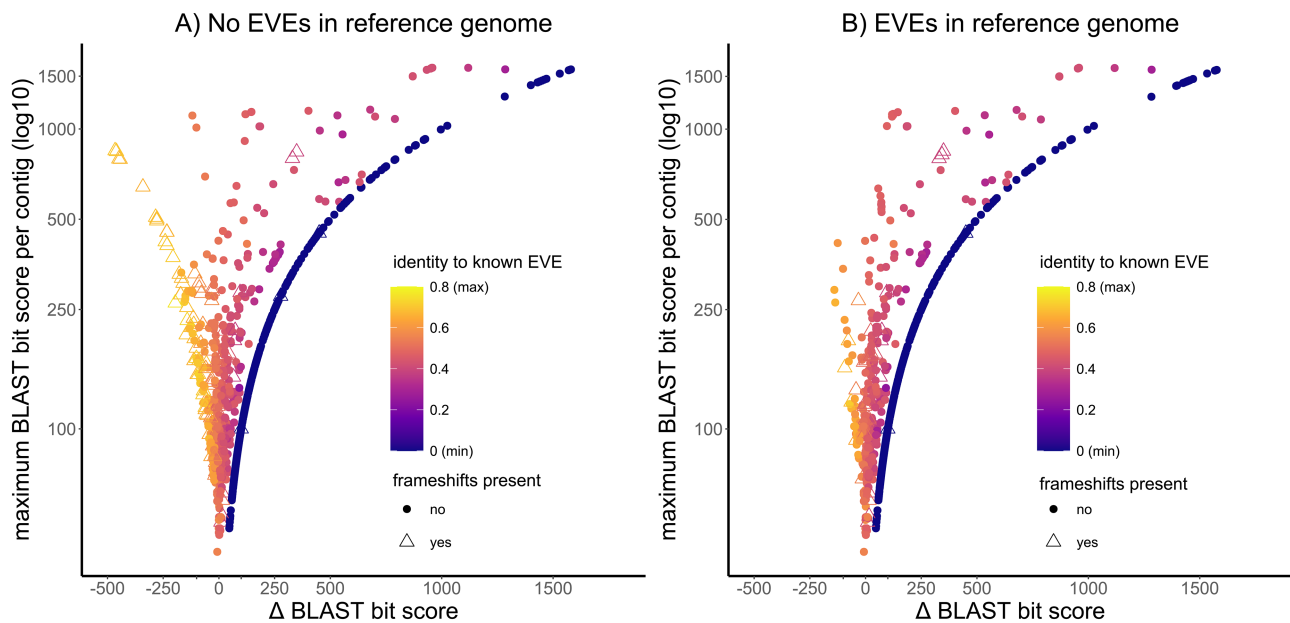 A) No EVEs in reference genome
maximum BLAST bit score per contig (log10)
1500
1000
500
250
100
identity to known EVE
0.8 (max)
0.6
0.4
0.2
0 (min)
frameshifts present
no
yes
-500 -250 0 250 500 1000 1500
Δ BLAST bit score
B) EVEs in reference genome
maximum BLAST bit score per contig (log10)
1500
1000
500
250
100
identity to known EVE
0.8 (max)
0.6
0.4
0.2
0 (min)
frameshifts present
no
yes
-500 -250 0 250 500 1000 1500
Δ BLAST bit score